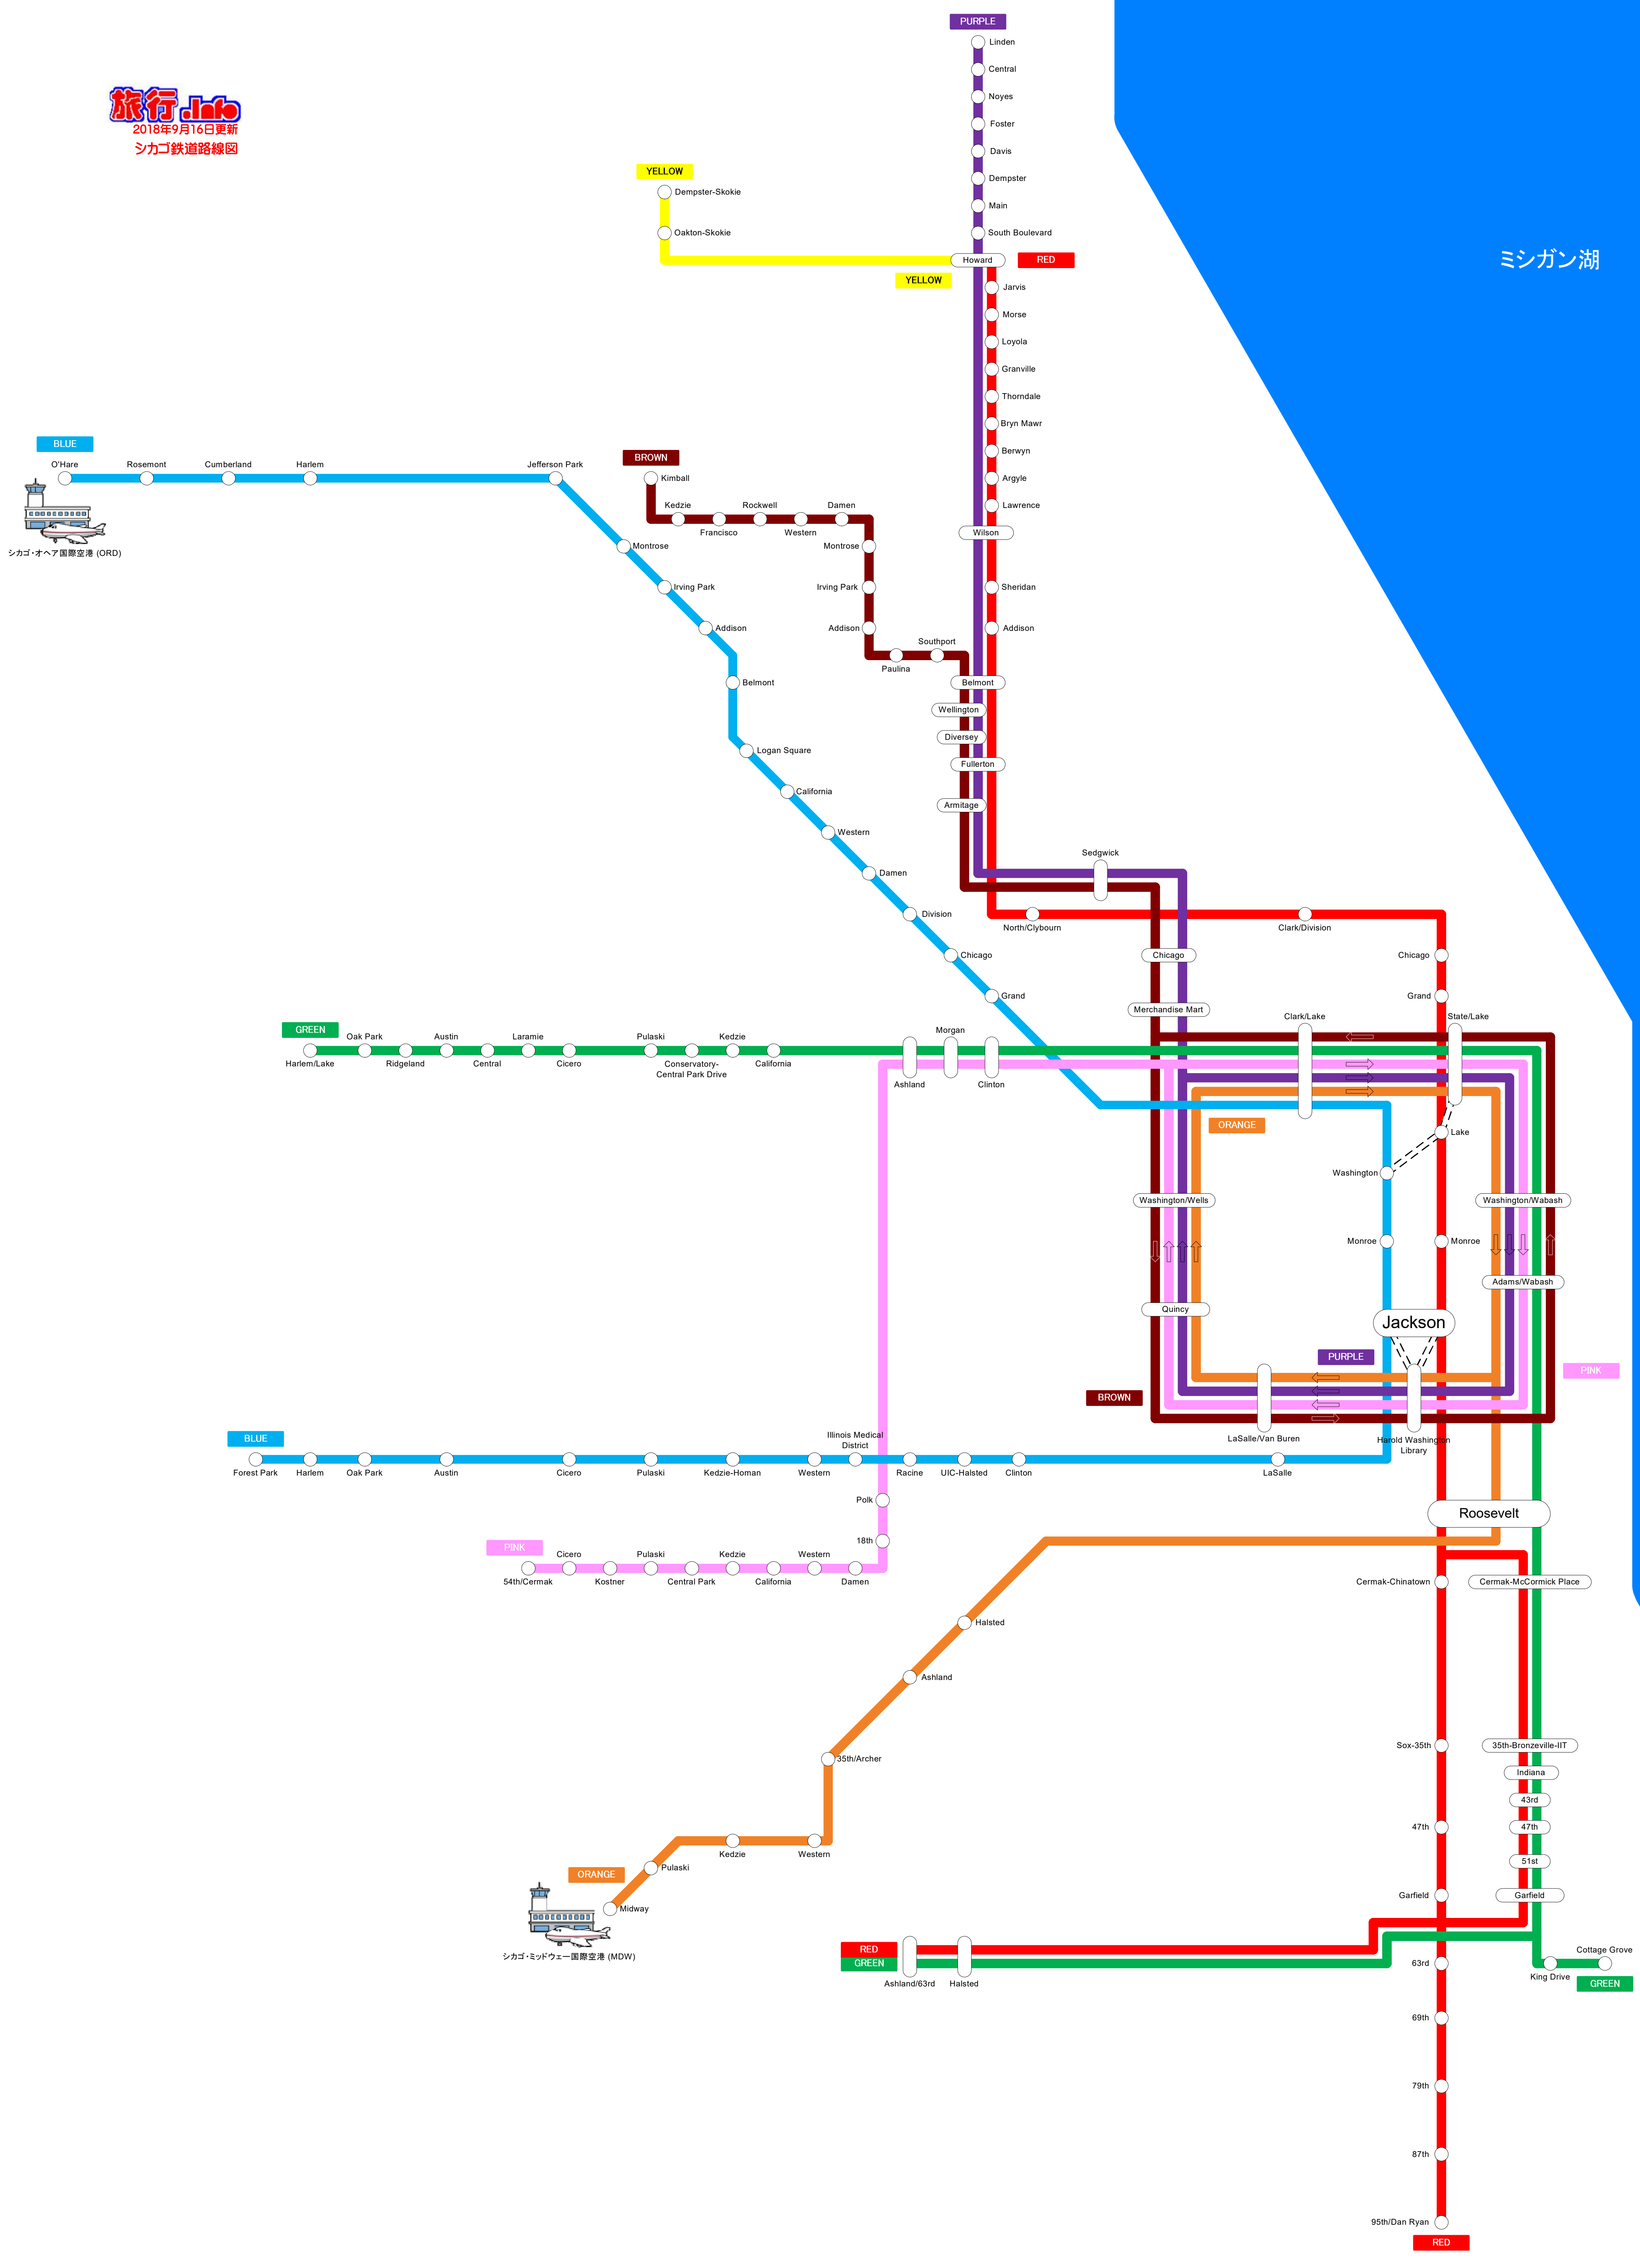 PURPLE
Linden
Central
Noyes
Foster
Davis
Dempster
Main
South Boulevard
旅行.Info
2018年9月16日更新
シカゴ鉄道路線図
YELLOW
Dempster-Skokie
Oakton-Skokie
Howard
RED
YELLOW
ミシガン湖
Jarvis
Morse
Loyola
Granville
Thorndale
Bryn Mawr
Berwyn
Argyle
Lawrence
Wilson
Sheridan
Addison
BLUE
O'Hare
Rosemont
Cumberland
Harlem
Jefferson Park
シカゴ・オヘア国際空港 (ORD)
Montrose
Irving Park
Addison
Belmont
Logan Square
California
Western
Damen
Division
Chicago
Grand
BROWN
Kimball
Kedzie
Francisco
Rockwell
Western
Damen
Montrose
Irving Park
Addison
Paulina
Southport
Belmont
Wellington
Diversey
Fullerton
Armitage
Sedgwick
North/Clybourn
Clark/Division
Chicago
Chicago
Grand
Merchandise Mart
Clark/Lake
State/Lake
GREEN
Harlem/Lake
Oak Park
Ridgeland
Austin
Central
Laramie
Cicero
Pulaski
Conservatory-
Central Park Drive
Kedzie
California
Ashland
Morgan
Clinton
ORANGE
Lake
Washington
Washington/Wells
Washington/Wabash
Monroe
Monroe
Adams/Wabash
Quincy
Jackson
PURPLE
PINK
BROWN
LaSalle/Van Buren
Harold Washington
Library
BLUE
Forest Park
Harlem
Oak Park
Austin
Cicero
Pulaski
Kedzie-Homan
Western
Illinois Medical
District
Racine
UIC-Halsted
Clinton
LaSalle
Polk
18th
PINK
54th/Cermak
Cicero
Kostner
Pulaski
Central Park
Kedzie
California
Western
Damen
Roosevelt
Cermak-Chinatown
Cermak-McCormick Place
Halsted
Ashland
35th/Archer
Western
Kedzie
Pulaski
ORANGE
Midway
シカゴ・ミッドウェー国際空港 (MDW)
Sox-35th
35th-Bronzeville-IIT
Indiana
43rd
47th
47th
51st
Garfield
Garfield
RED
GREEN
Ashland/63rd
Halsted
63rd
Cottage Grove
King Drive
GREEN
69th
79th
87th
95th/Dan Ryan
RED